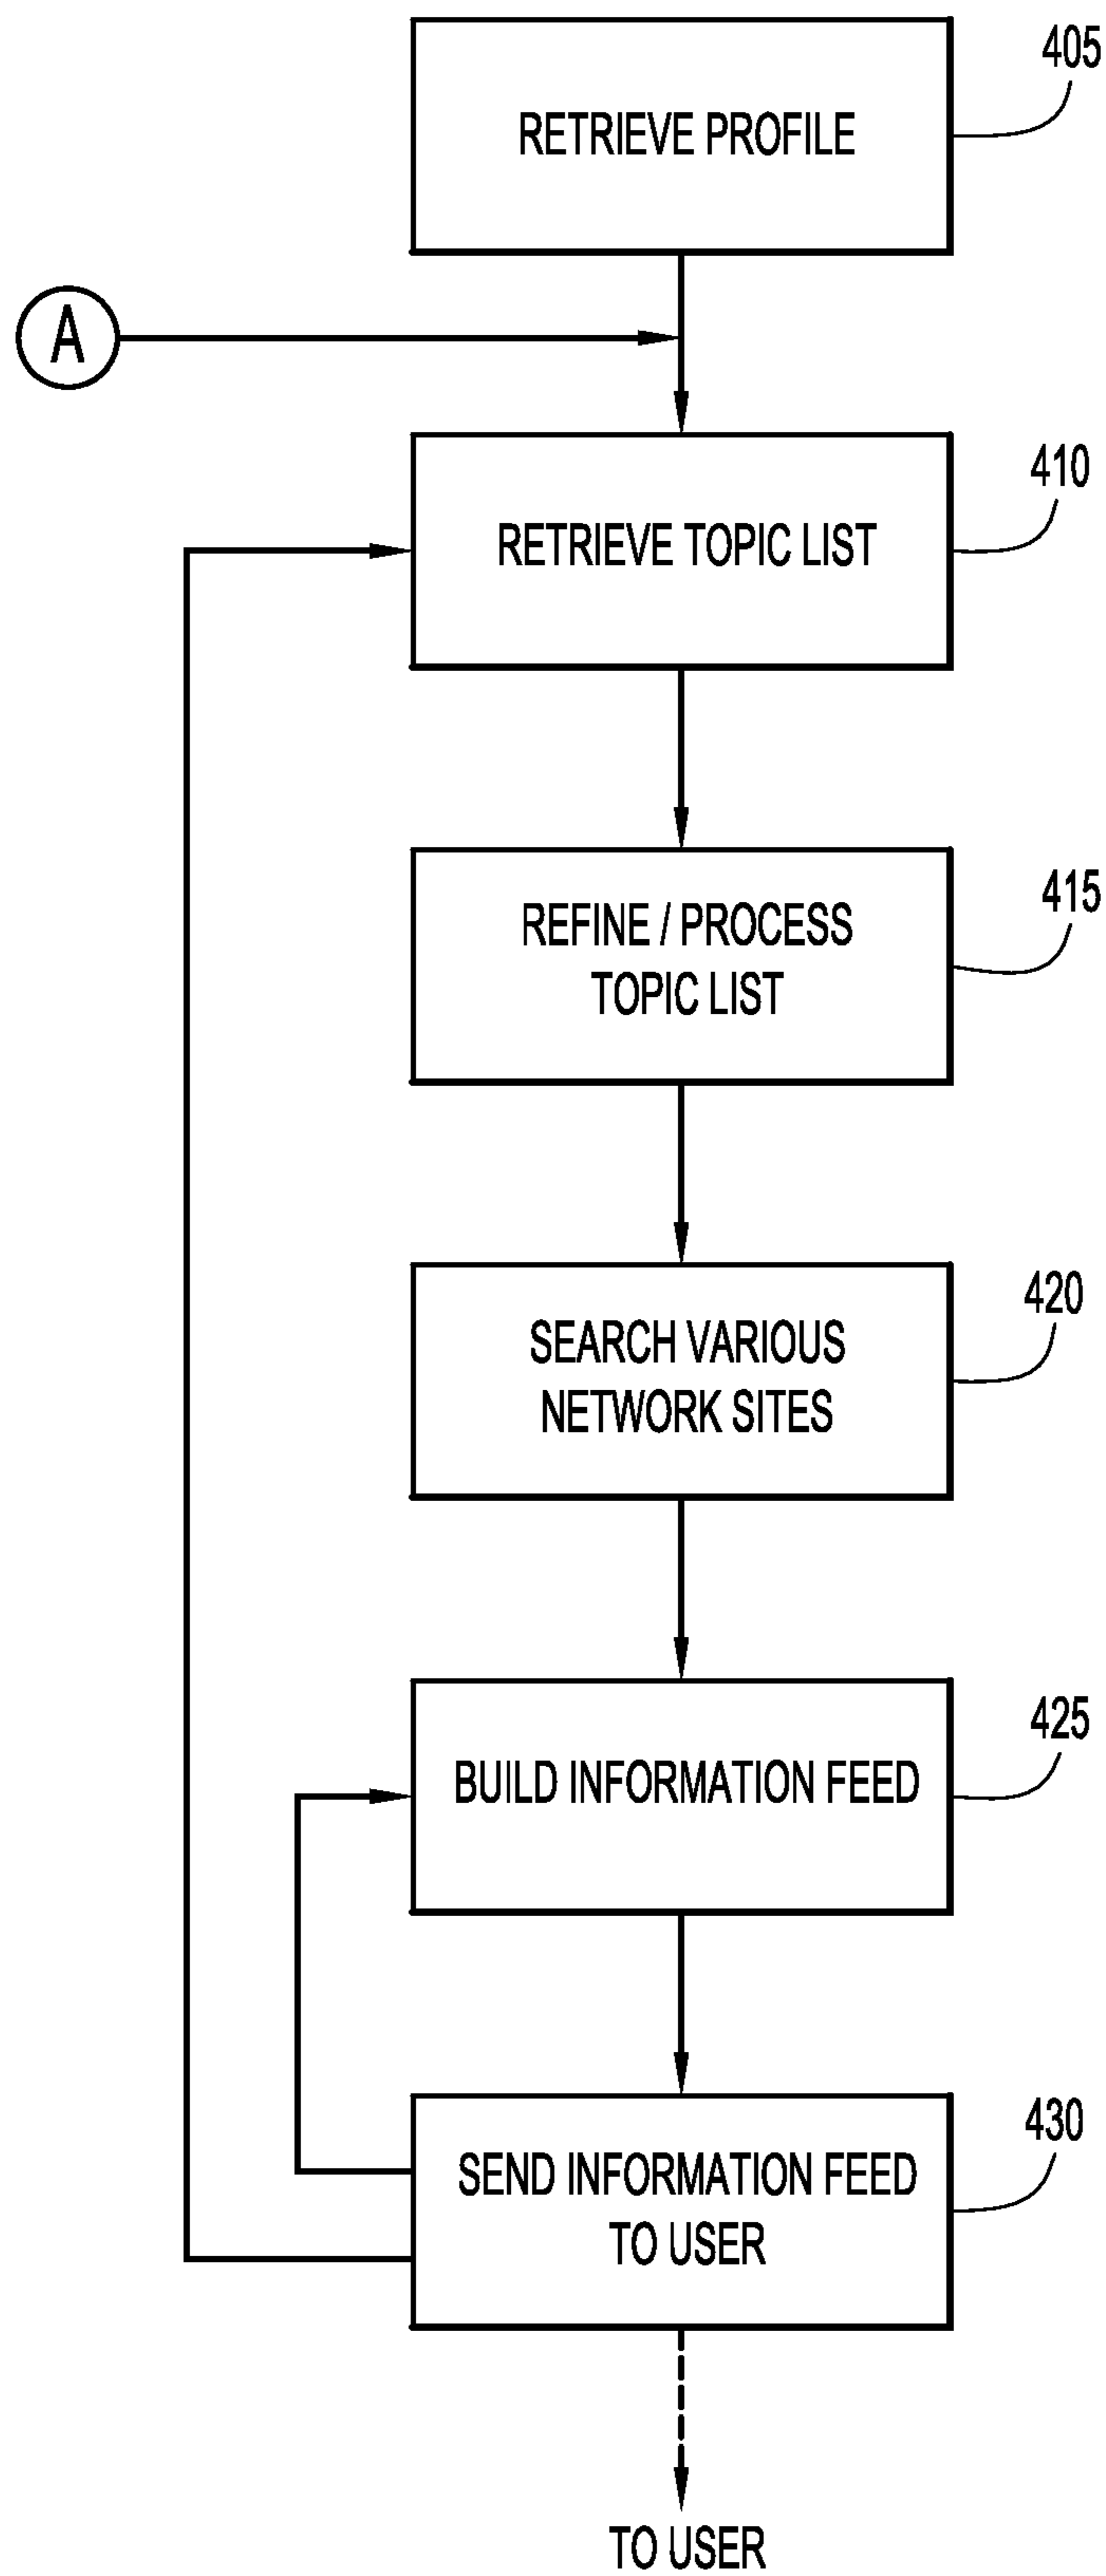 405
RETRIEVE PROFILE
A
410
RETRIEVE TOPIC LIST
415
REFINE / PROCESS
TOPIC LIST
420
SEARCH VARIOUS
NETWORK SITES
425
BUILD INFORMATION FEED
430
SEND INFORMATION FEED
TO USER
TO USER